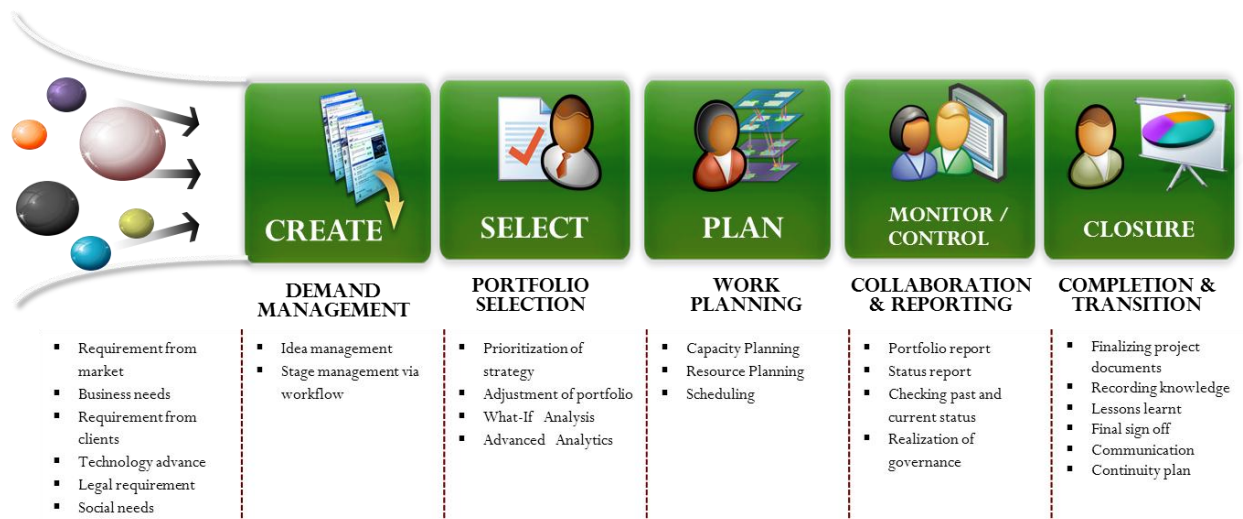 CREATE
SELECT
PLAN
MONITOR /
CONTROL
CLOSURE
DEMAND
MANAGEMENT
PORTFOLIO
SELECTION
WORK
PLANNING
COLLABORATION
& REPORTING
COMPLETION &
TRANSITION
▪ Requirement from
market
▪ Business needs
▪ Requirement from
clients
▪ Technology advance
▪ Legal requirement
▪ Social needs
▪ Idea management
▪ Stage management via
workflow
▪ Prioritization of
strategy
▪ Adjustment of portfolio
▪ What-If Analysis
▪ Advanced Analytics
▪ Capacity Planning
▪ Resource Planning
▪ Scheduling
▪ Portfolio report
▪ Status report
▪ Checking past and
current status
▪ Realization of
governance
▪ Finalizing project
documents
▪ Recording knowledge
▪ Lessons learnt
▪ Final sign off
▪ Communication
▪ Continuity plan